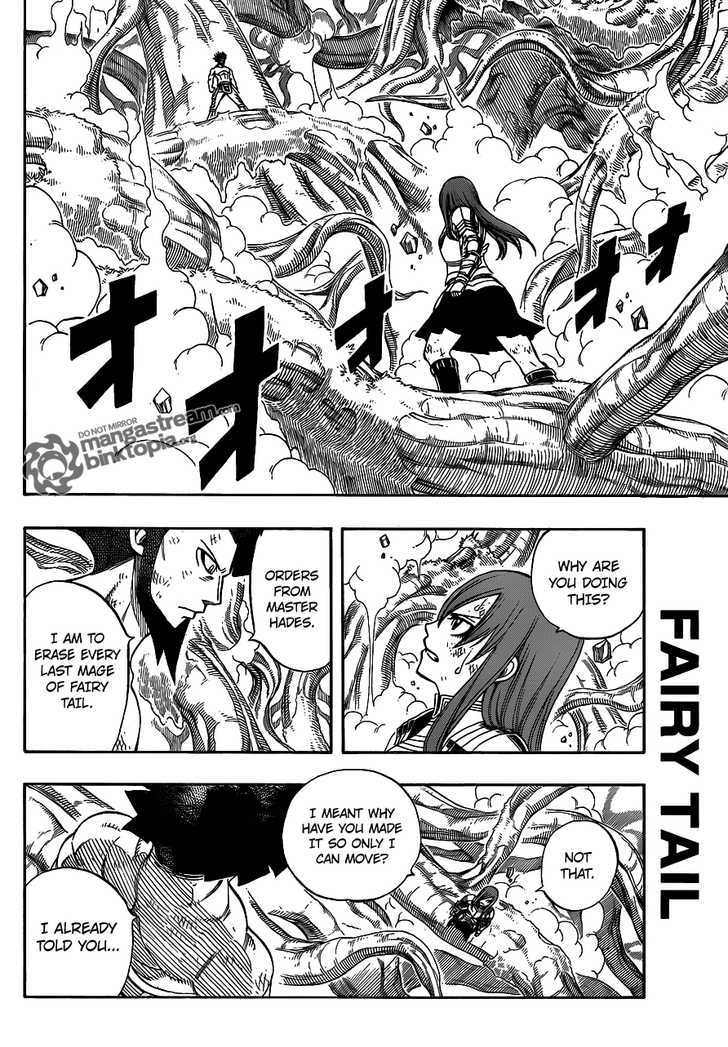 オオオオオ
DO NOT MIRROR
mangastream.com
binktopia.org
WHY ARE
YOU DOING
THIS?
ORDERS
FROM
MASTER
HADES.
I AM TO
ERASE EVERY
LAST MAGE
OF FAIRY
TAIL.
FAIRY TAIL
NOT
THAT.
I MEANT WHY
HAVE YOU MADE
IT SO ONLY I
CAN MOVE?
I ALREADY
TOLD YOU...